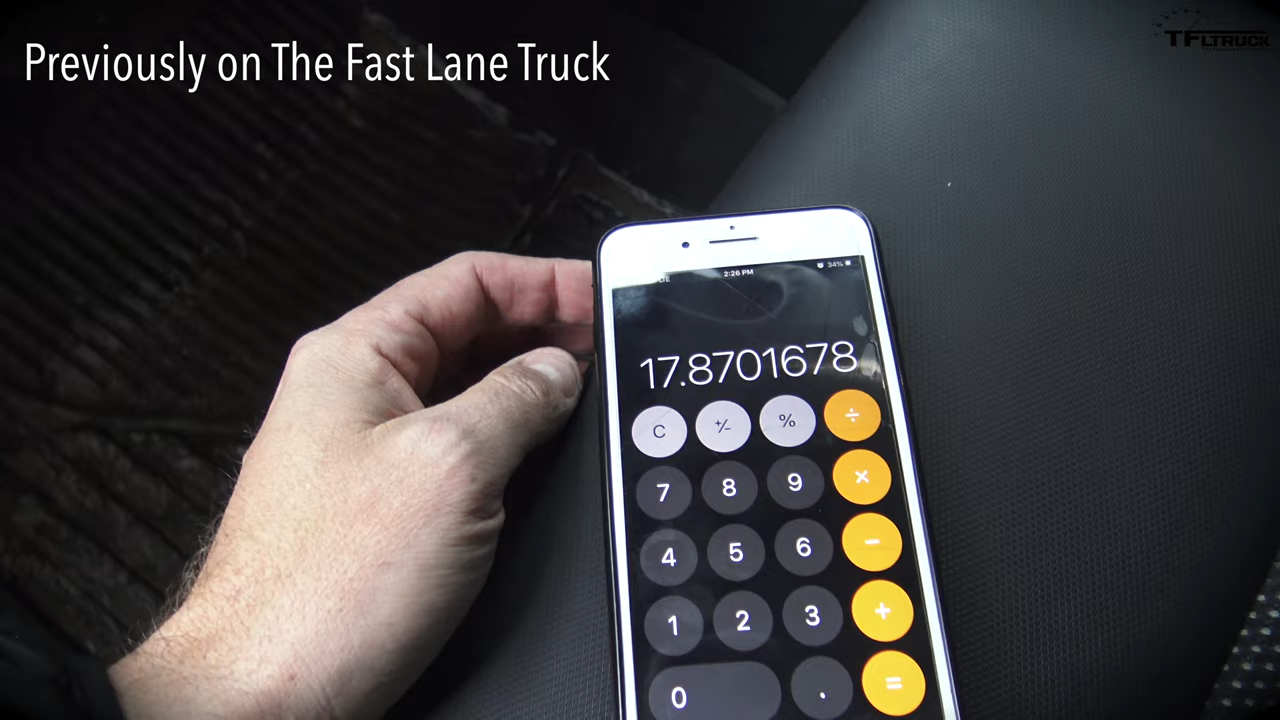 Previously on The Fast Lane Truck
TFLTRUCK
2:26 PM
34%
17.8701678
C +/- % ÷
7 8 9 ×
4 5 6 −
1 2 3 +
0 . =